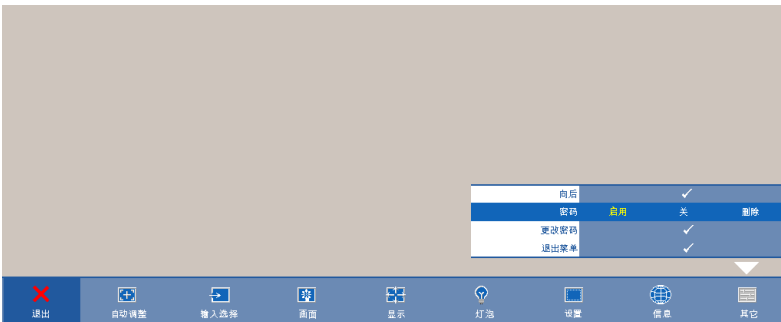 向后
密码 启用 关 删除
更改密码
退出菜单
退出 自动调整 输入选择 画面 显示 灯泡 设置 信息 其它